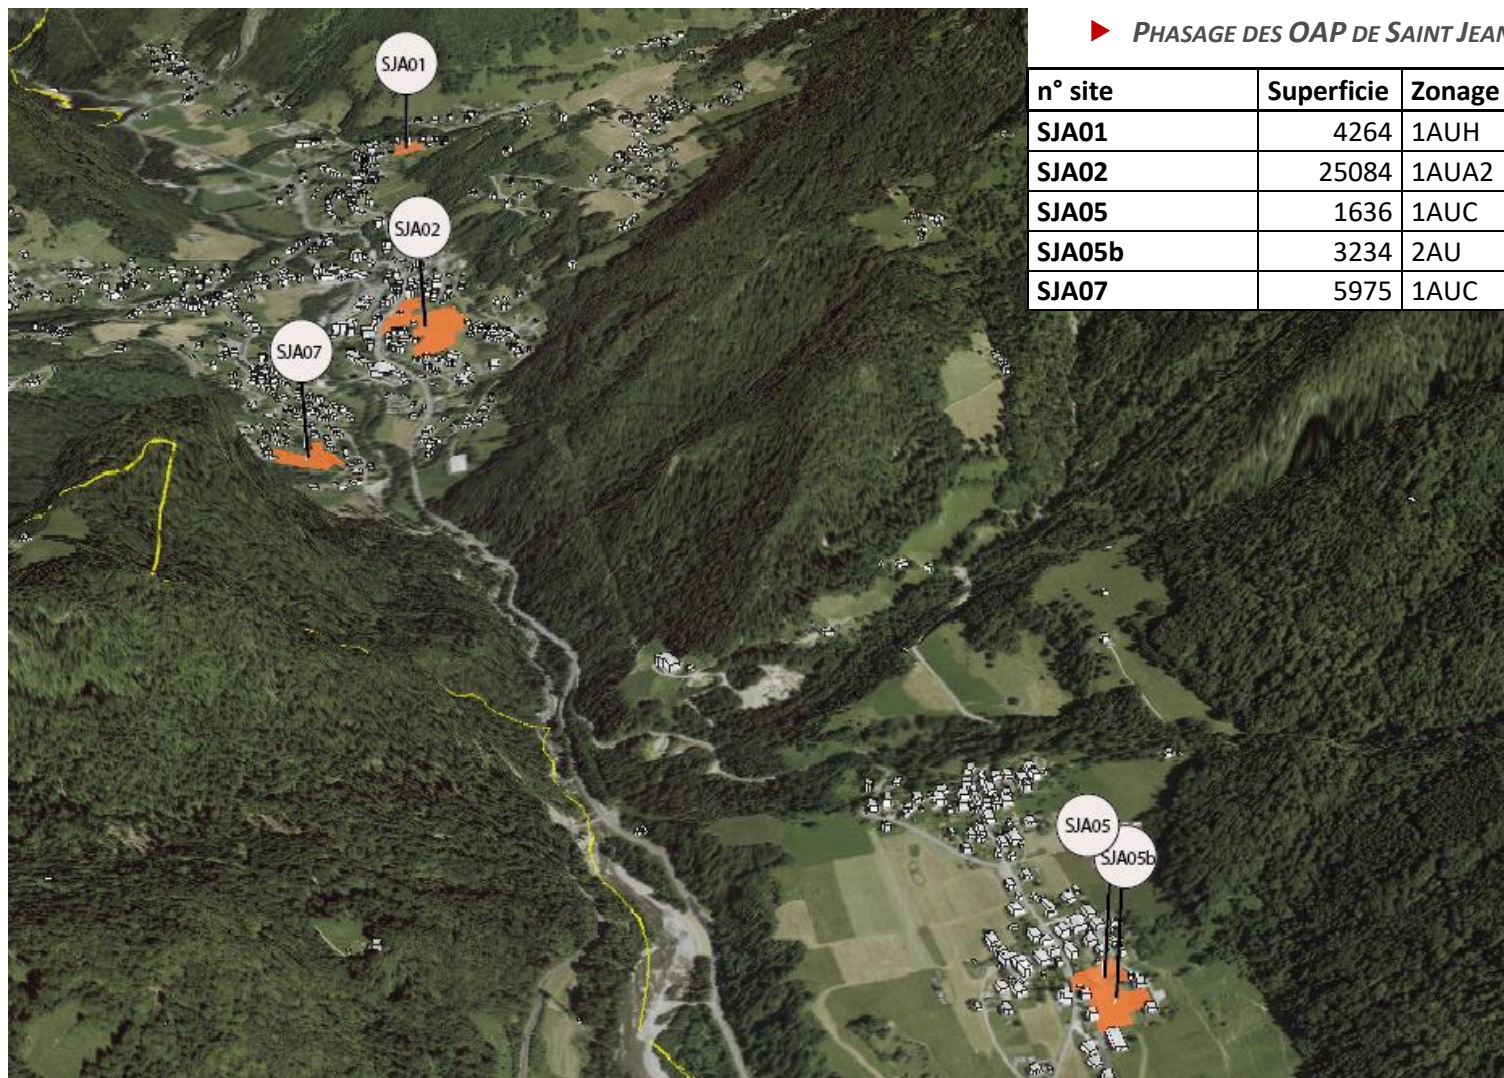 ► PHASAGE DES OAP DE SAINT JEAN
n° site Superficie Zonage
SJA01 4264 1AUH
SJA02 25084 1AUA2
SJA05 1636 1AUC
SJA05b 3234 2AU
SJA07 5975 1AUC
SJA01
SJA02
SJA07
SJA05
SJA05b